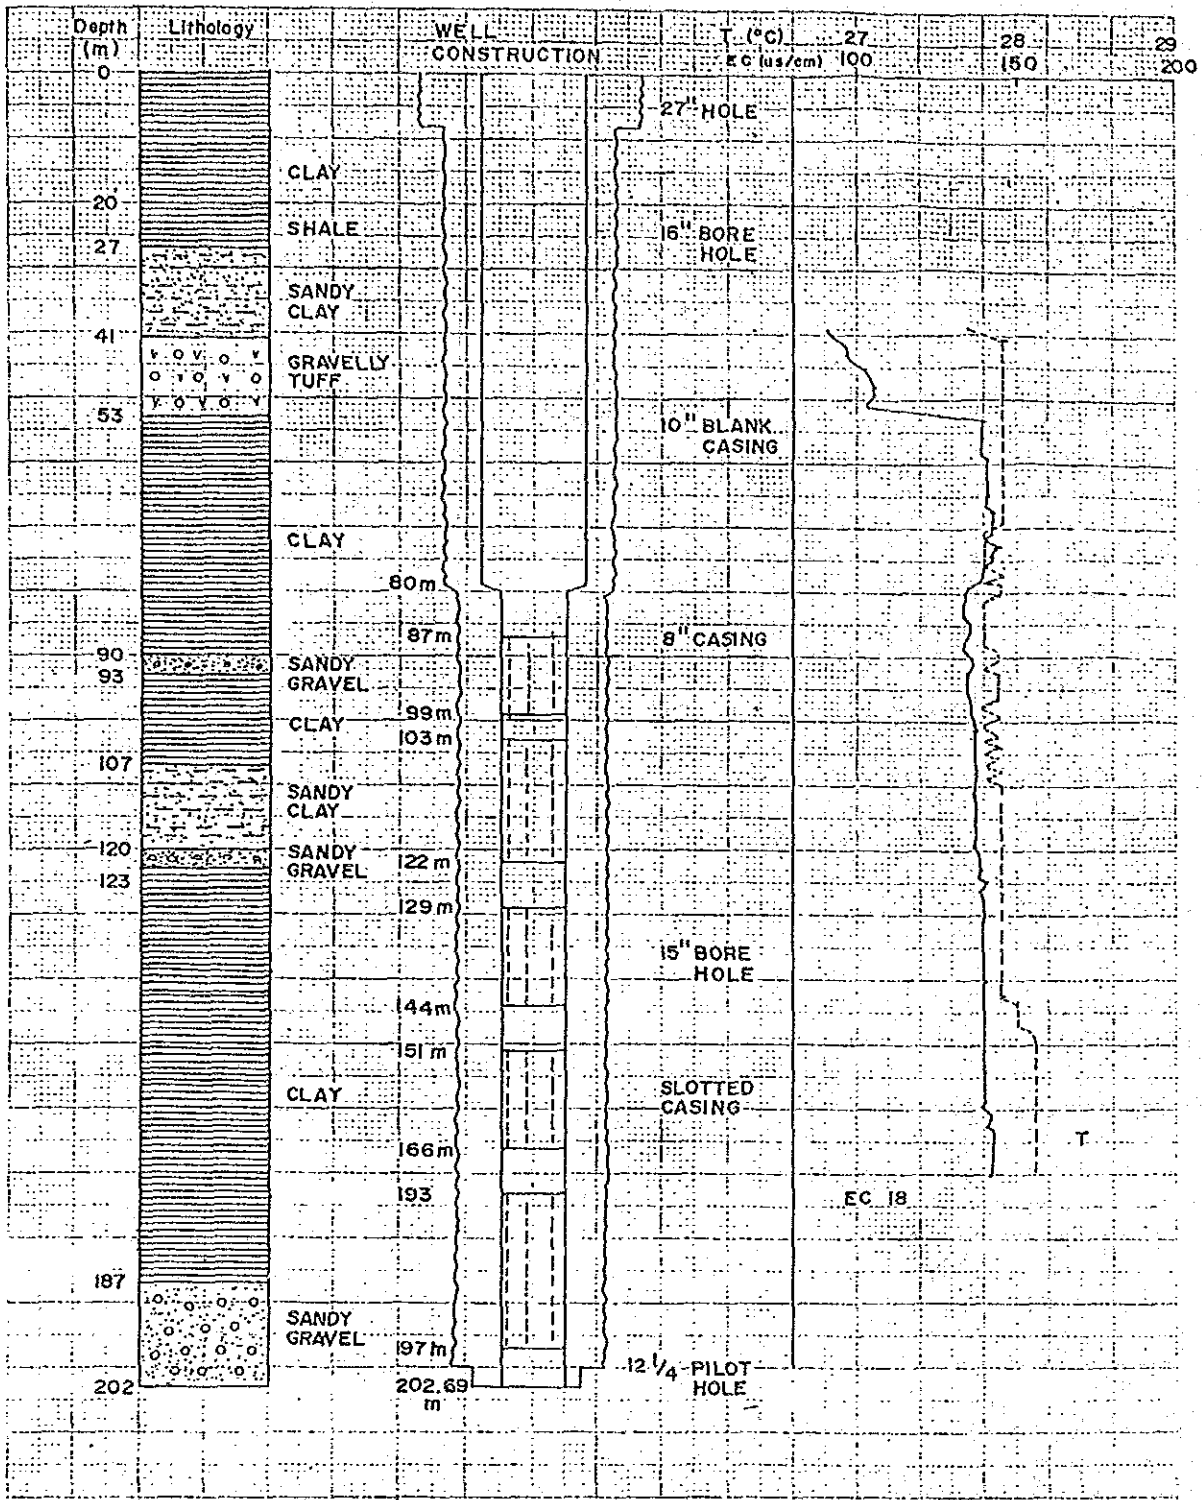 Depth Lithology WELL T (°C) 27 28 29
(m) CONSTRUCTION EC (us/cm) 100 150 200
0
27" HOLE
CLAY
20
SHALE
16" BORE
HOLE
27
SANDY
CLAY
41
GRAVELLY
TUFF
53
10" BLANK
CASING
CLAY
80m
87m
8" CASING
90
SANDY
93
GRAVEL
99m
CLAY
103m
107
SANDY
CLAY
120
SANDY
GRAVEL
122m
123
129m
15" BORE
HOLE
144m
151m
CLAY
SLOTTED
CASING
T
166m
193
EC 18
187
SANDY
GRAVEL
197m
12 1/4 PILOT
HOLE
202
202.69
m